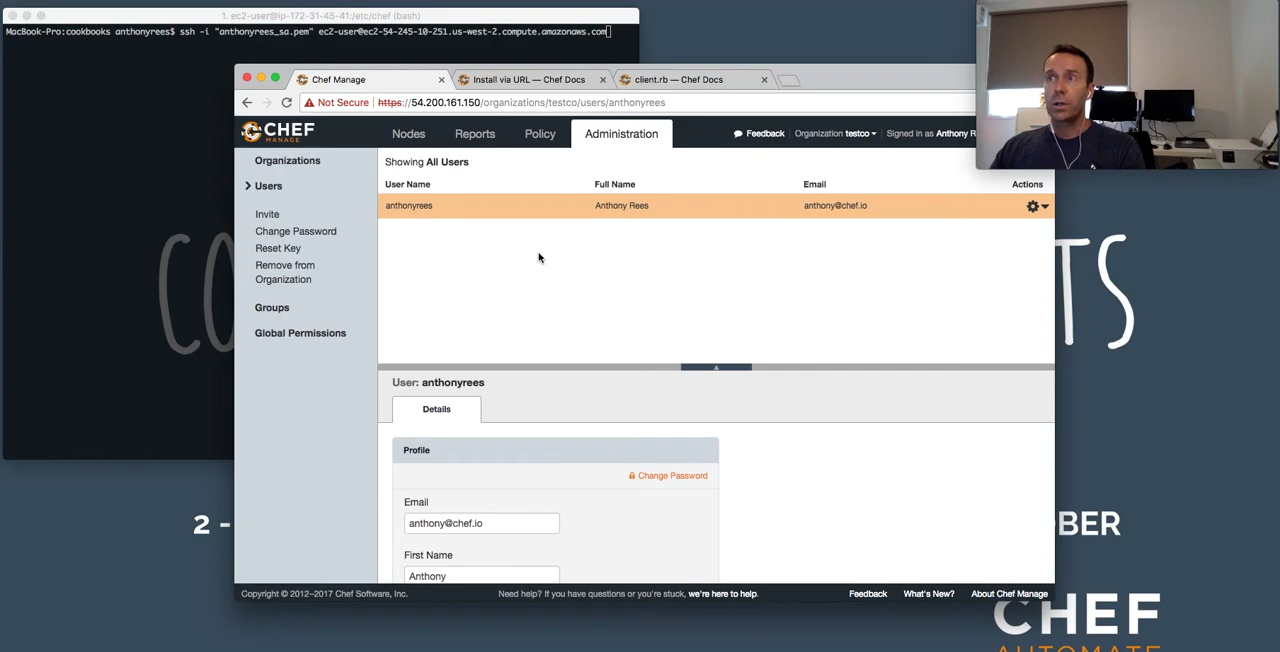 1. ec2-user@ip-172-31-45-41:/etc/chef (bash)
MacBook-Pro:cookbooks anthonyrees$ ssh -i "anthonyrees_sa.pem" ec2-user@ec2-54-245-10-251.us-west-2.compute.amazonaws.com
Chef Manage
Install via URL — Chef Docs
client.rb — Chef Docs
Not Secure https://54.200.161.150/organizations/testco/users/anthonyrees
CHEF
MANAGE
Nodes
Reports
Policy
Administration
Feedback
Organization testco
Signed in as Anthony R
Organizations
Users
Invite
Change Password
Reset Key
Remove from
Organization
Groups
Global Permissions
Showing All Users
User Name Full Name Email Actions
anthonyrees Anthony Rees anthony@chef.io
User: anthonyrees
Details
Profile
Change Password
Email
anthony@chef.io
First Name
Anthony
Copyright © 2012–2017 Chef Software, Inc.
Need help? If you have questions or you're stuck, we're here to help.
Feedback
What's New?
About Chef Manage
CO
TS
2 -
BER
CHEF
AUTOMATE